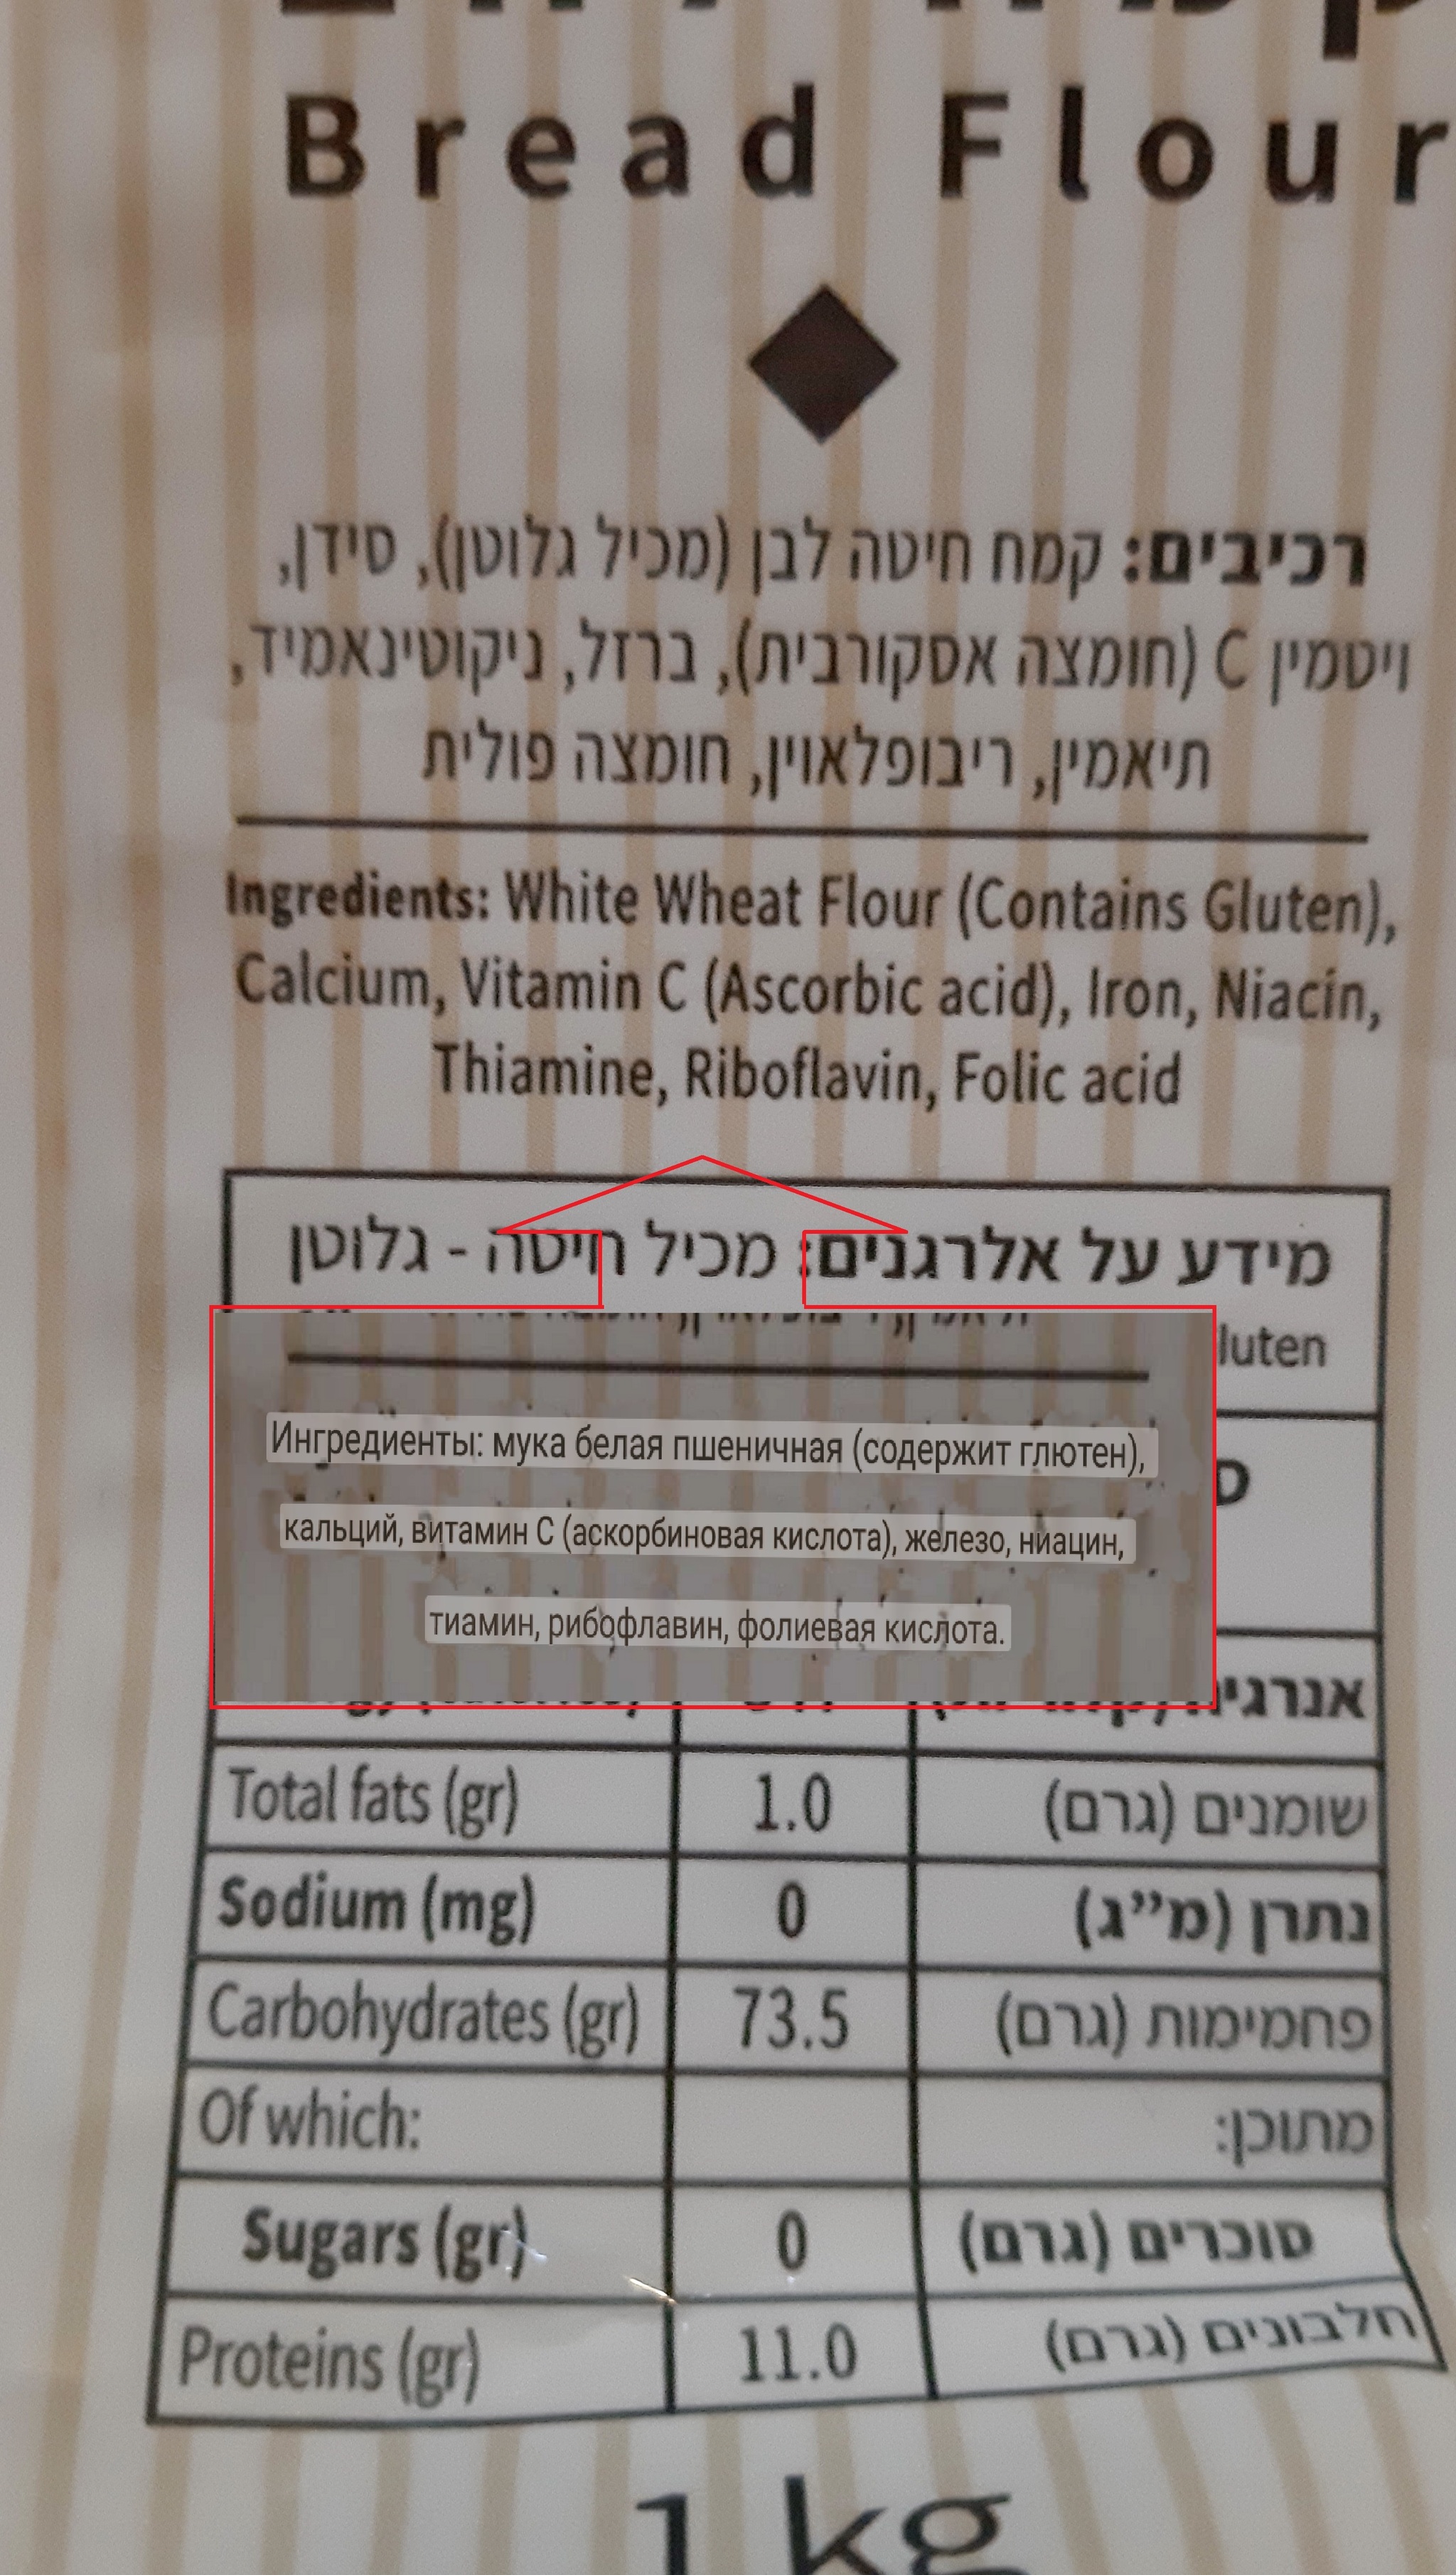 Bread Flour
רכיבים: קמח חיטה לבן (מכיל גלוטן), סידן,
ויטמין C (חומצה אסקורבית), ברזל, ניקוטינאמיד,
תיאמין, ריבופלאוין, חומצה פולית
Ingredients: White Wheat Flour (Contains Gluten),
Calcium, Vitamin C (Ascorbic acid), Iron, Niacin,
Thiamine, Riboflavin, Folic acid
מידע על אלרגנים: מכיל חיטה - גלוטן
Ингредиенты: мука белая пшеничная (содержит глютен),
кальций, витамин С (аскорбиновая кислота), железо, ниацин,
тиамин, рибофлавин, фолиевая кислота.
Total fats (gr) 1.0 שומנים (גרם)
Sodium (mg) 0 נתרן (מ״ג)
Carbohydrates (gr) 73.5 פחמימות (גרם)
Of which: מתוכן:
Sugars (gr) 0 סוכרים (גרם)
Proteins (gr) 11.0 חלבונים (גרם)
1 kg